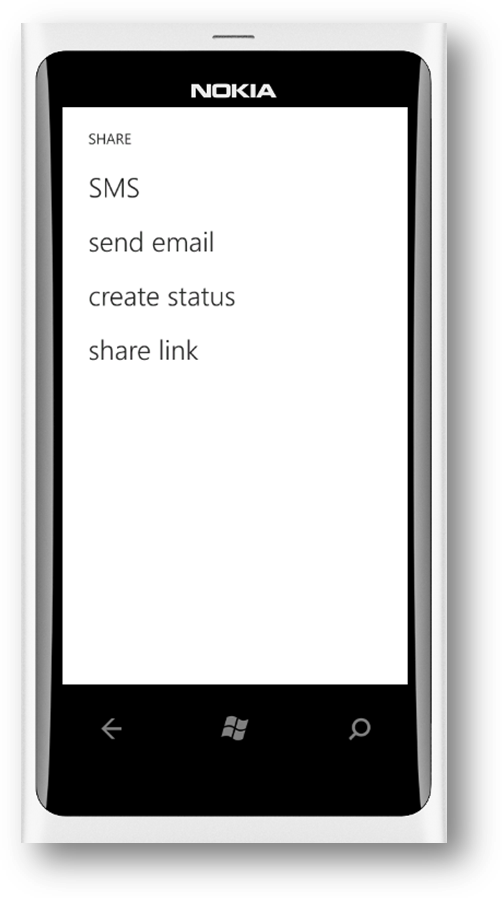 NOKIA
SHARE
SMS
send email
create status
share link